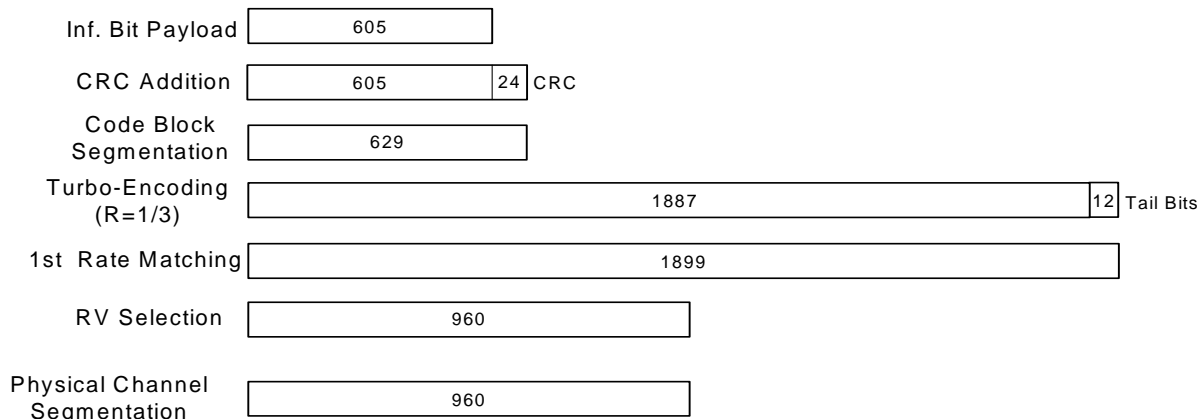 Inf. Bit Payload 605
CRC Addition 605 24 CRC
Code Block
Segmentation 629
Turbo-Encoding
(R=1/3) 1887 12 Tail Bits
1st Rate Matching 1899
RV Selection 960
Physical Channel
Segmentation 960